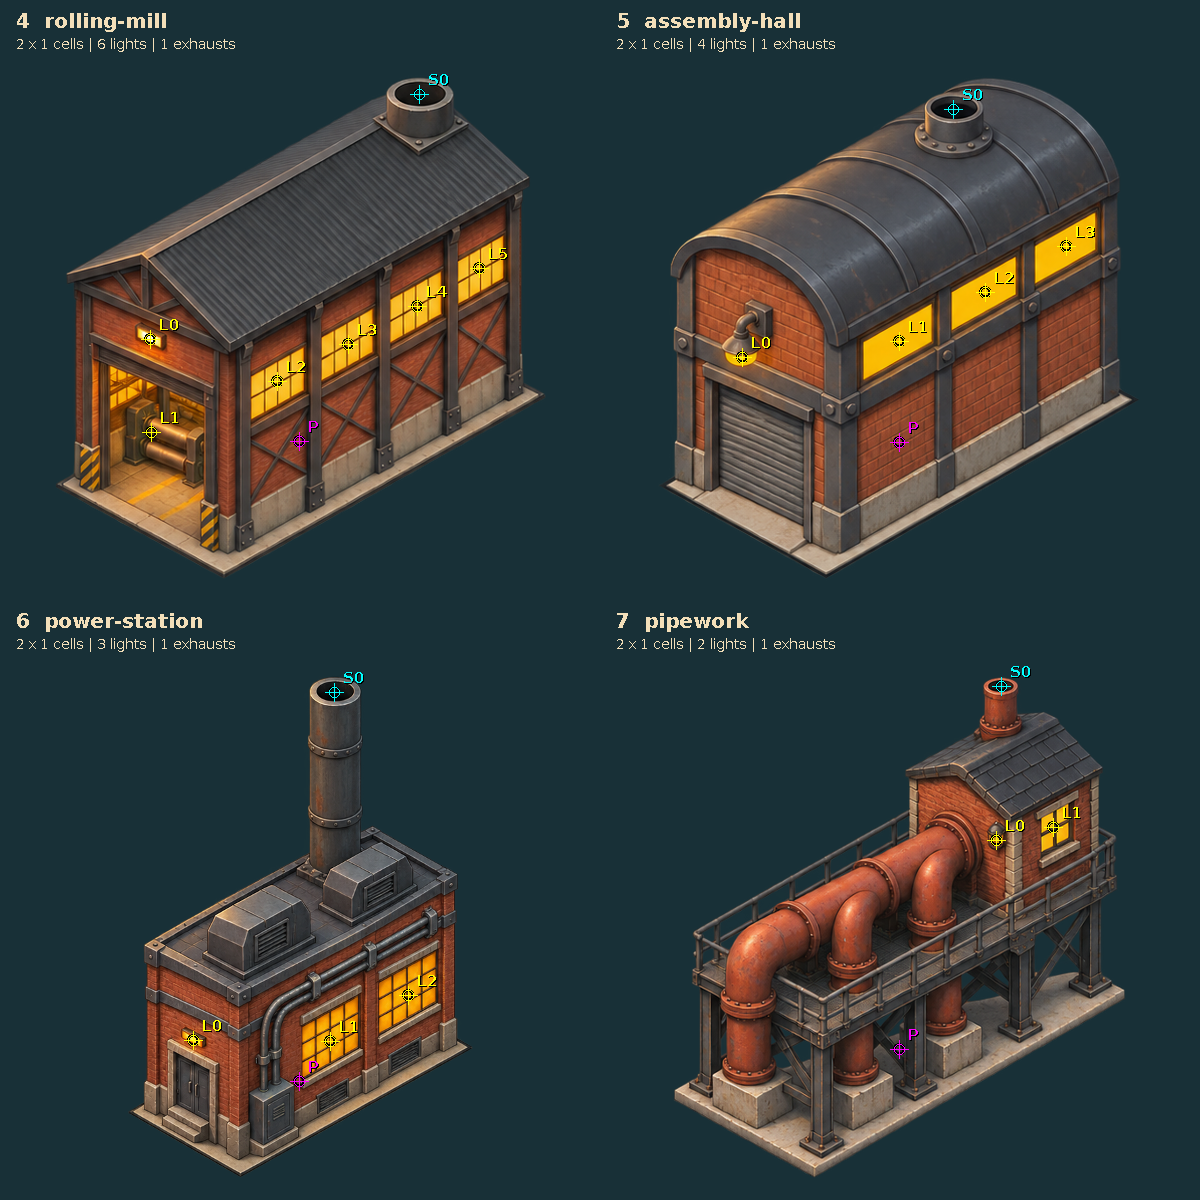 4 rolling-mill
2 x 1 cells | 6 lights | 1 exhausts
S0
L0
L1
L2
L3
L4
L5
P
5 assembly-hall
2 x 1 cells | 4 lights | 1 exhausts
S0
L0
L1
L2
L3
P
6 power-station
2 x 1 cells | 3 lights | 1 exhausts
S0
L0
L1
L2
P
7 pipework
2 x 1 cells | 2 lights | 1 exhausts
S0
L0
L1
P